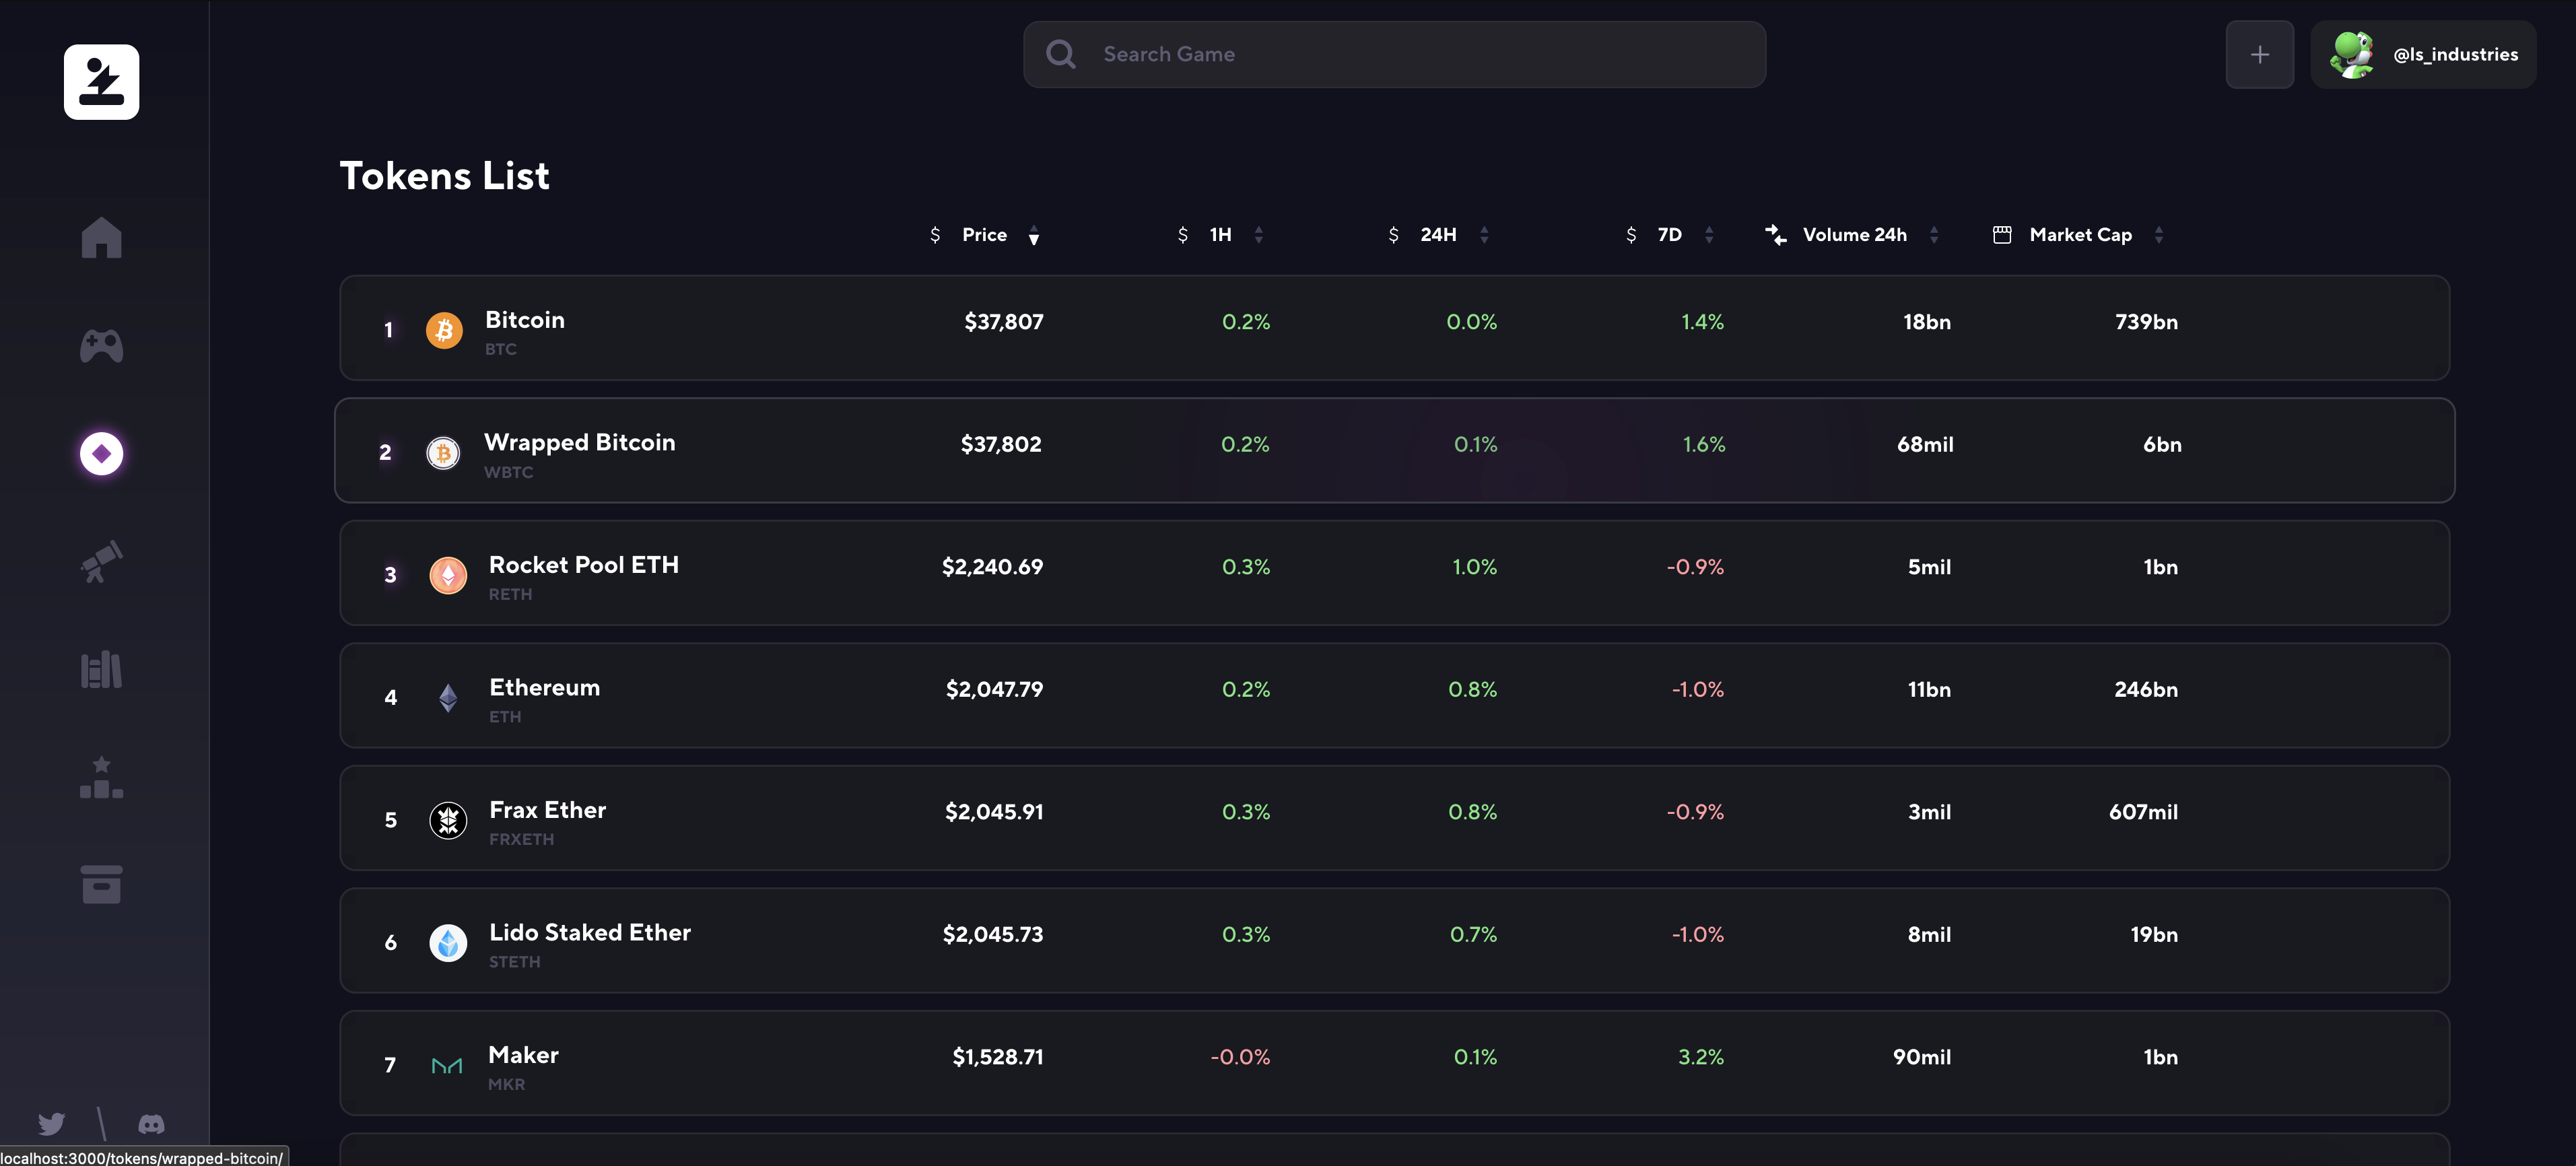 Search Game
+
@ls_industries
Tokens List
$ Price $ 1H $ 24H $ 7D Volume 24h Market Cap
1 Bitcoin $37,807 0.2% 0.0% 1.4% 18bn 739bn
BTC
2 Wrapped Bitcoin $37,802 0.2% 0.1% 1.6% 68mil 6bn
WBTC
3 Rocket Pool ETH $2,240.69 0.3% 1.0% -0.9% 5mil 1bn
RETH
4 Ethereum $2,047.79 0.2% 0.8% -1.0% 11bn 246bn
ETH
5 Frax Ether $2,045.91 0.3% 0.8% -0.9% 3mil 607mil
FRXETH
6 Lido Staked Ether $2,045.73 0.3% 0.7% -1.0% 8mil 19bn
STETH
7 Maker $1,528.71 -0.0% 0.1% 3.2% 90mil 1bn
MKR
localhost:3000/tokens/wrapped-bitcoin/